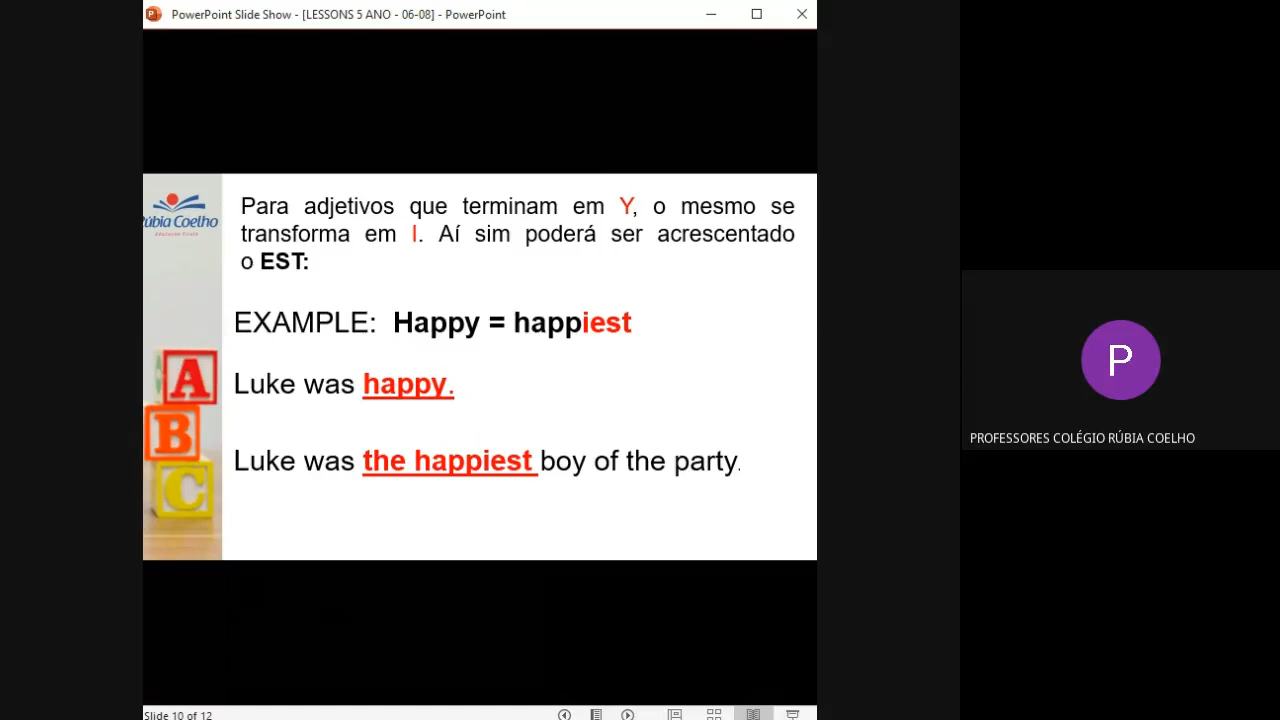 PowerPoint Slide Show - [LESSONS 5 ANO - 06-08] - PowerPoint
Rúbia Coelho
Para adjetivos que terminam em Y, o mesmo se
transforma em I. Aí sim poderá ser acrescentado
o EST:
EXAMPLE: Happy = happiest
Luke was happy.
A
B
C
Luke was the happiest boy of the party.
P
PROFESSORES COLÉGIO RÚBIA COELHO
Slide 10 of 12